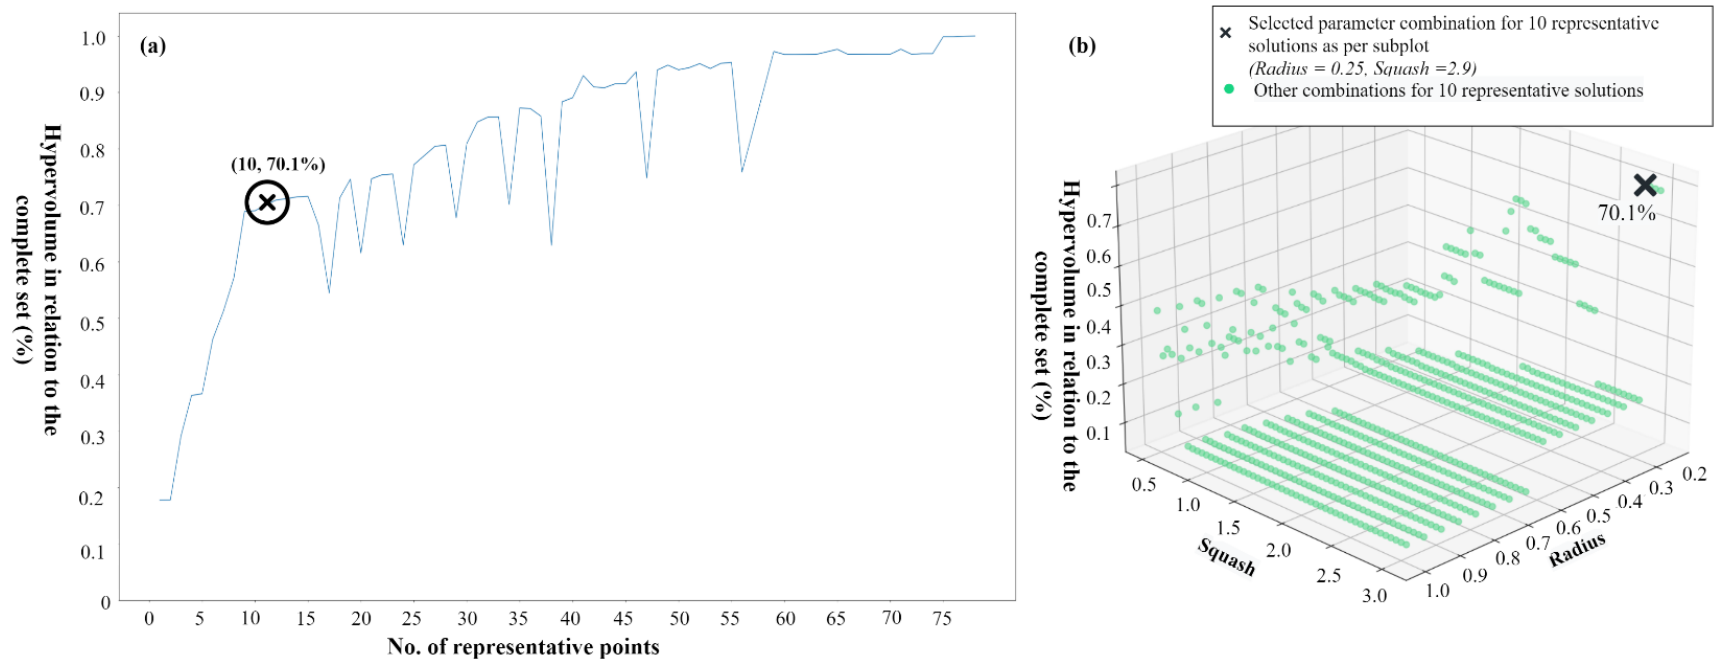 (a)
1.0
0.9
0.8
0.7
0.6
0.5
0.4
0.3
0.2
0.1
0
Hypervolume in relation to the
complete set (%)
(10, 70.1%)
0 5 10 15 20 25 30 35 40 45 50 55 60 65 70 75
No. of representative points
(b)
Selected parameter combination for 10 representative
solutions as per subplot
(Radius = 0.25, Squash =2.9)
Other combinations for 10 representative solutions
70.1%
Hypervolume in relation to the
complete set (%)
0.7
0.6
0.5
0.4
0.3
0.2
0.1
0.5
1.0
1.5
2.0
2.5
3.0
Squash
0.2
0.3
0.4
0.5
0.6
0.7
0.8
0.9
1.0
Radius